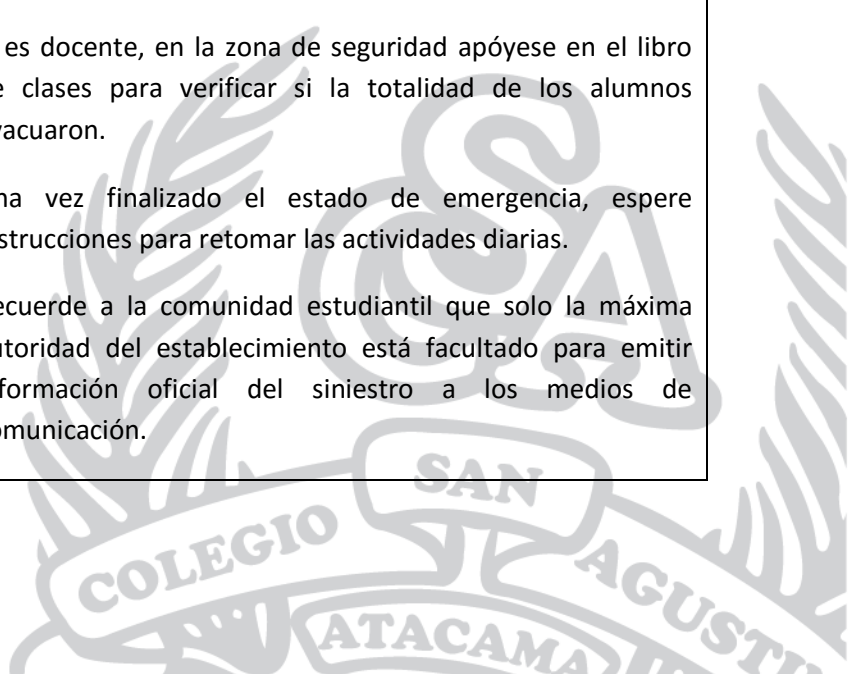 es docente, en la zona de seguridad apóyese en el libro
e clases para verificar si la totalidad de los alumnos
vacuaron.
na vez finalizado el estado de emergencia, espere
strucciones para retomar las actividades diarias.
ecuerde a la comunidad estudiantil que solo la máxima
utoridad del establecimiento está facultado para emitir
formación oficial del siniestro a los medios de
omunicación.
CSA
COLEGIO SAN AGUSTI
ATACAMA